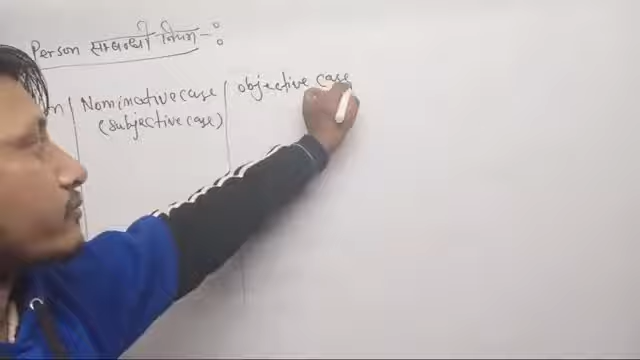 Person सम्बन्धी नियम :-
n | Nominative case | objective case
(subjective case)